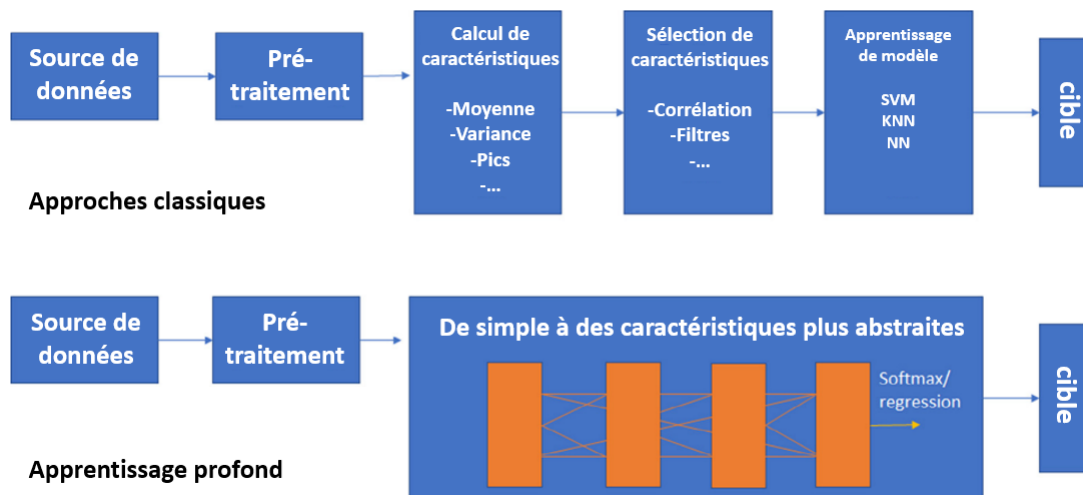 Source de
données
Pré-
traitement
Calcul de
caractéristiques
-Moyenne
-Variance
-Pics
-...
Sélection de
caractéristiques
-Corrélation
-Filtres
-...
Apprentissage
de modèle
SVM
KNN
NN
cible
Approches classiques
Source de
données
Pré-
traitement
De simple à des caractéristiques plus abstraites
Softmax/
regression
cible
Apprentissage profond